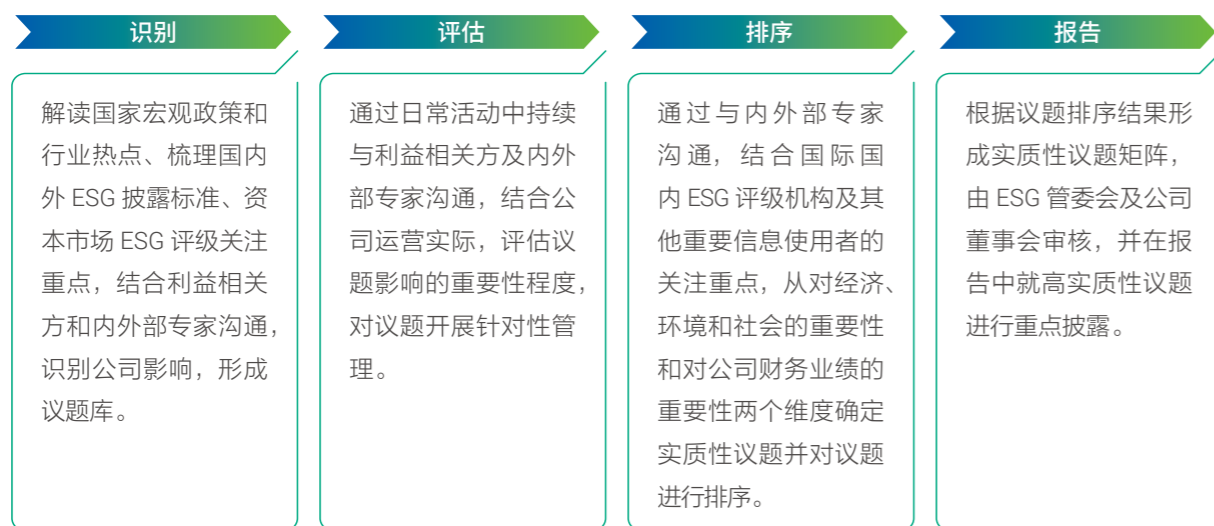 识别
解读国家宏观政策和
行业热点、梳理国内
外 ESG 披露标准、资
本市场 ESG 评级关注
重点，结合利益相关
方和内外部专家沟通，
识别公司影响，形成
议题库。
评估
通过日常活动中持续
与利益相关方及内外
部专家沟通，结合公
司运营实际，评估议
题影响的重要性程度，
对议题开展针对性管
理。
排序
通过与内外部专家
沟通，结合国际国
内 ESG 评级机构及其
他重要信息使用者的
关注重点，从对经济、
环境和社会的重要性
和对公司财务业绩的
重要性两个维度确定
实质性议题并对议题
进行排序。
报告
根据议题排序结果形
成实质性议题矩阵，
由 ESG 管委会及公司
董事会审核，并在报
告中就高实质性议题
进行重点披露。